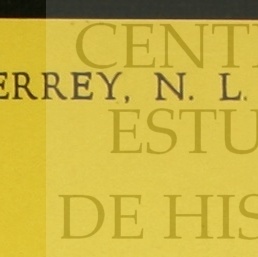 CENT
ERREY, N. L.
ESTU
DE HIS